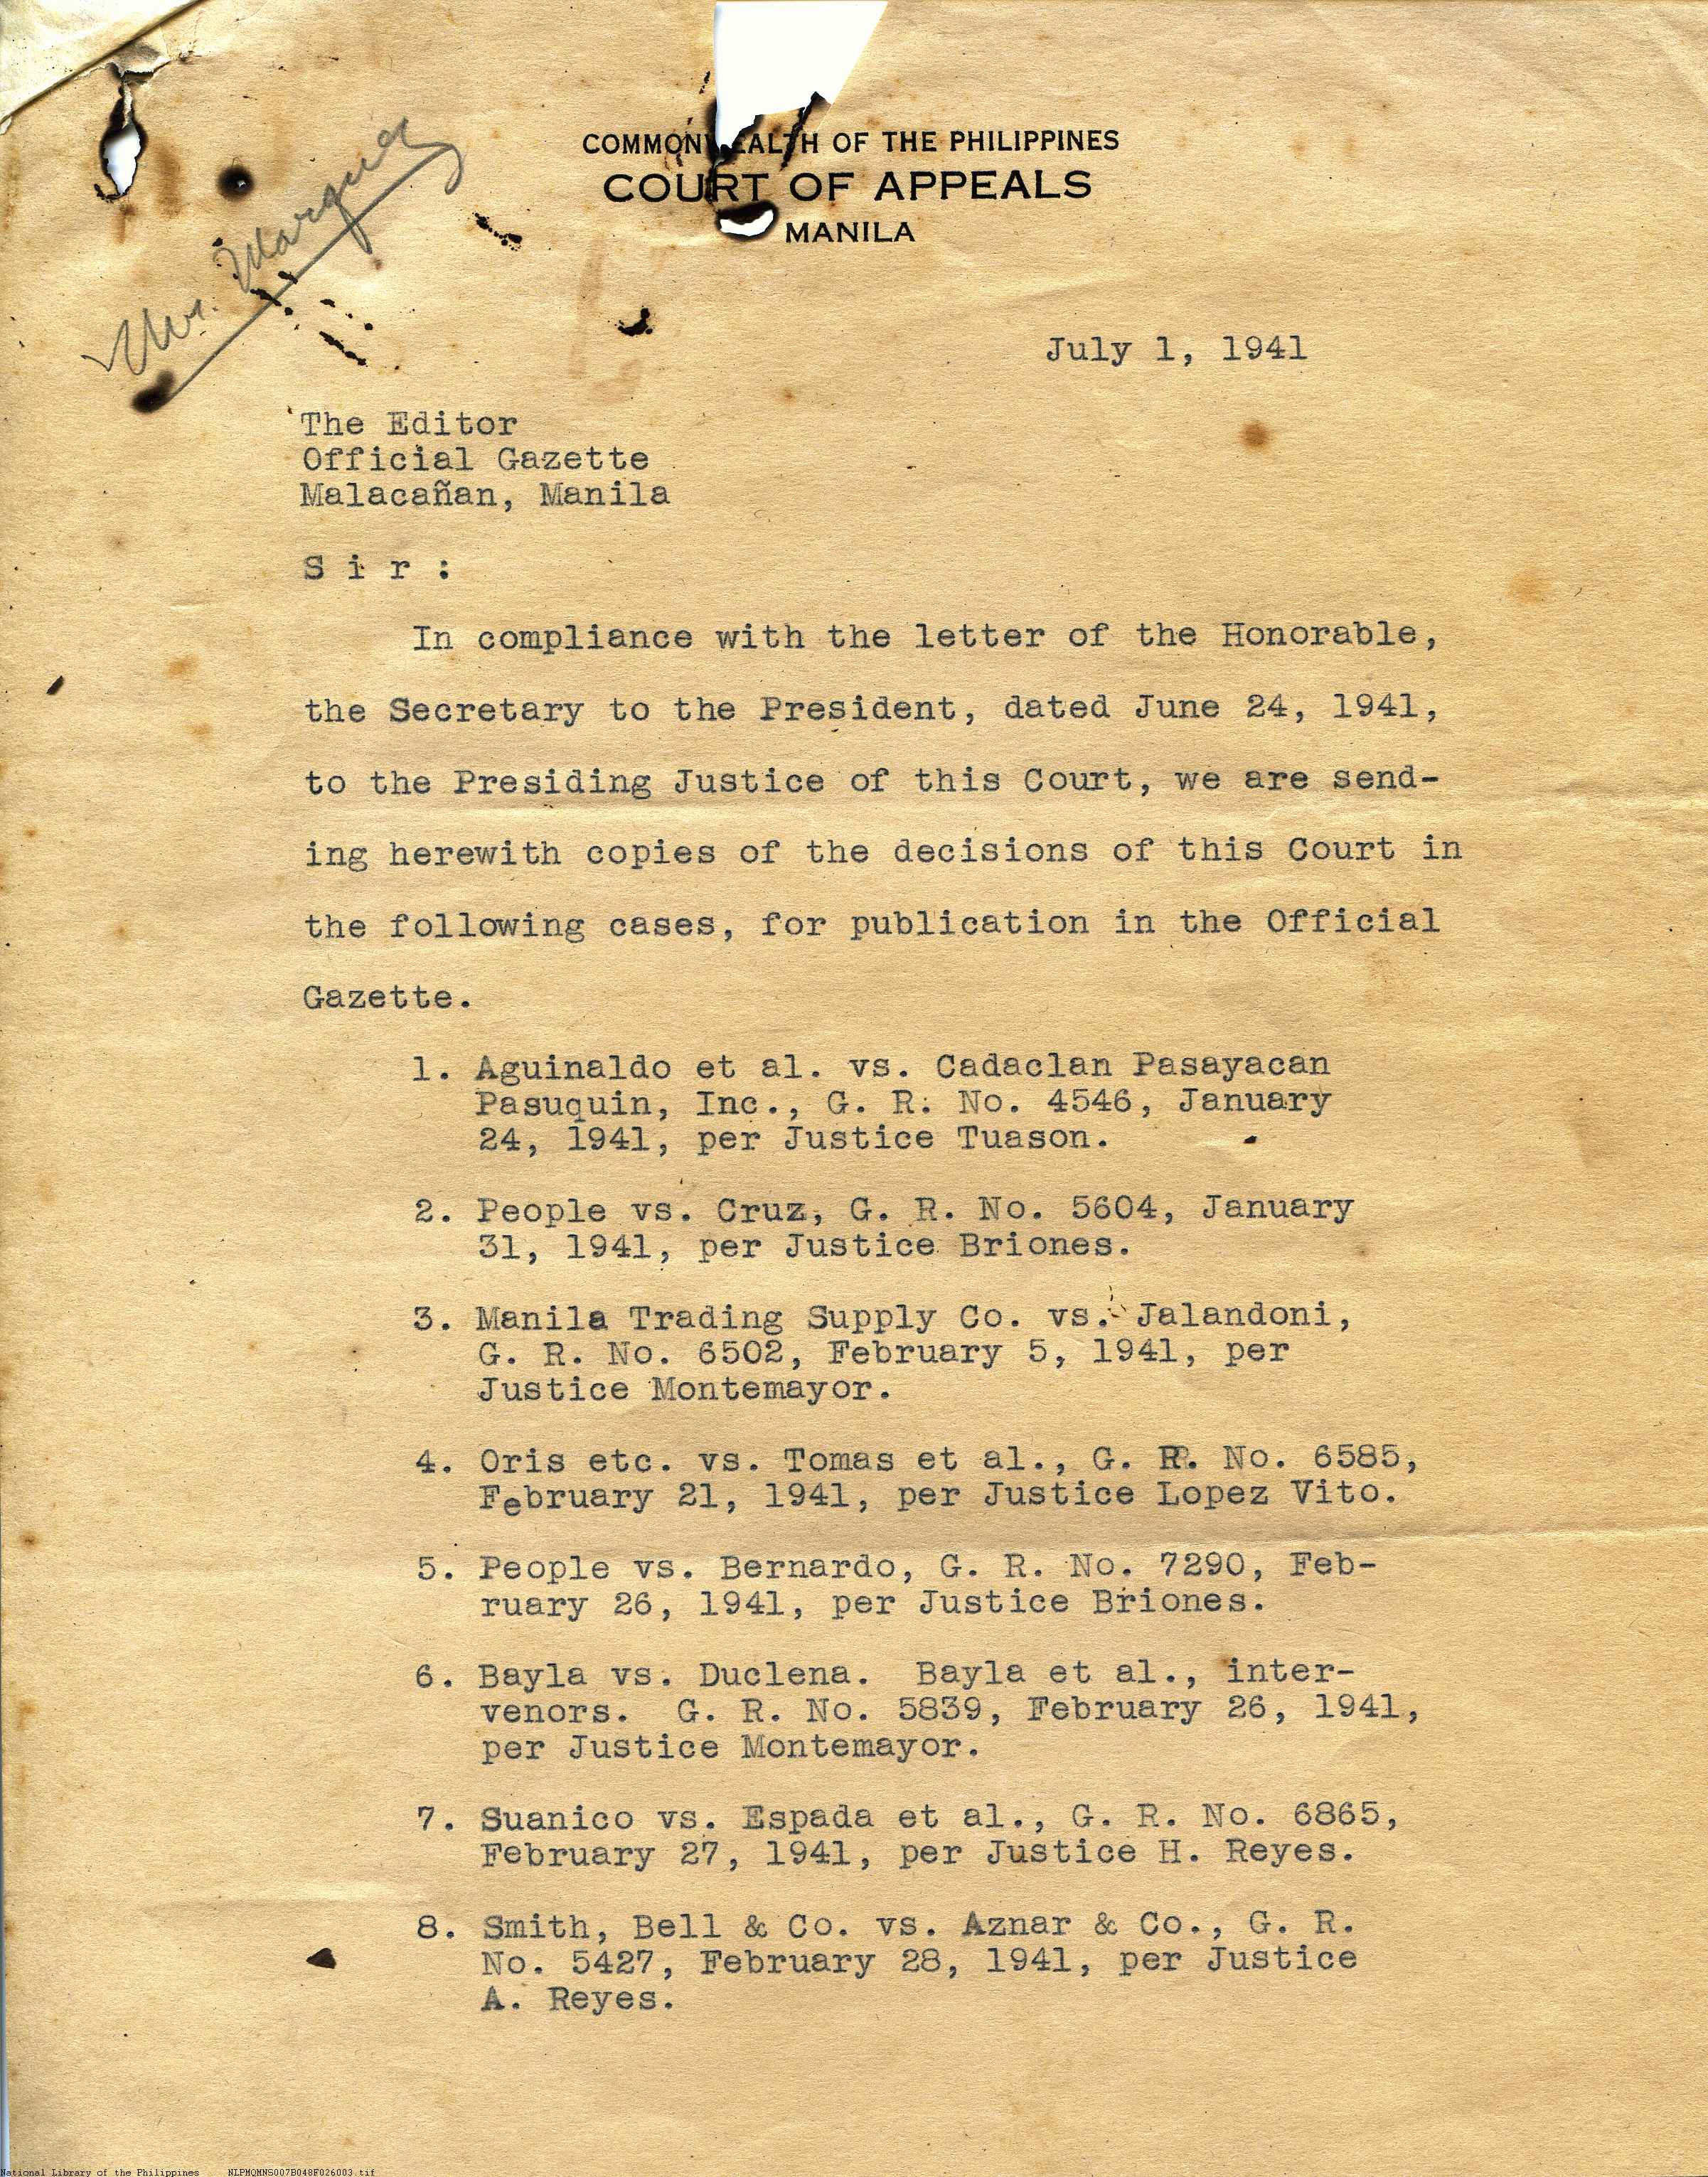 Mr. Marquez
COMMONWEALTH OF THE PHILIPPINES
COURT OF APPEALS
MANILA
July 1, 1941
The Editor
Official Gazette
Malacañan, Manila
S i r :
In compliance with the letter of the Honorable,
the Secretary to the President, dated June 24, 1941,
to the Presiding Justice of this Court, we are send-
ing herewith copies of the decisions of this Court in
the following cases, for publication in the Official
Gazette.
1. Aguinaldo et al. vs. Cadaclan Pasayacan
Pasuquin, Inc., G. R. No. 4546, January
24, 1941, per Justice Tuason.
2. People vs. Cruz, G. R. No. 5604, January
31, 1941, per Justice Briones.
3. Manila Trading Supply Co. vs. Jalandoni,
G. R. No. 6502, February 5, 1941, per
Justice Montemayor.
4. Oris etc. vs. Tomas et al., G. R. No. 6585,
February 21, 1941, per Justice Lopez Vito.
5. People vs. Bernardo, G. R. No. 7290, Feb-
ruary 26, 1941, per Justice Briones.
6. Bayla vs. Duclena. Bayla et al., inter-
venors. G. R. No. 5839, February 26, 1941,
per Justice Montemayor.
7. Suanico vs. Espada et al., G. R. No. 6865,
February 27, 1941, per Justice H. Reyes.
8. Smith, Bell & Co. vs. Aznar & Co., G. R.
No. 5427, February 28, 1941, per Justice
A. Reyes.
National Library of the Philippines NLPMQMNS007B048F026003.tif